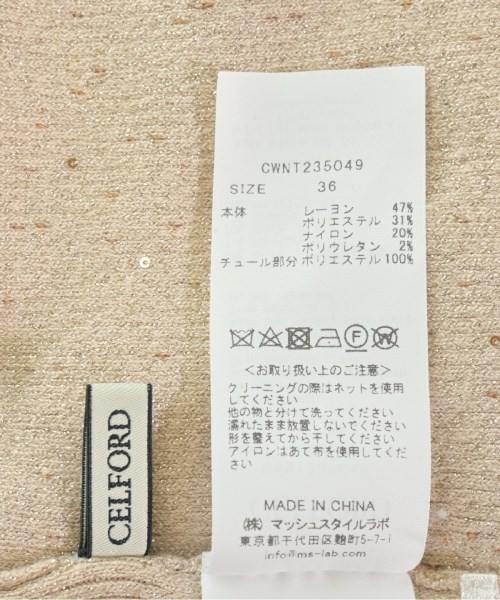 CWNT235049
SIZE 36
本体 レーヨン 47%
ポリエステル 31%
ナイロン 20%
ポリウレタン 2%
チュール部分 ポリエステル 100%
F W
<お取り扱い上のご注意>
クリーニングの際はネットを使用
してください
他の物と分けて洗ってください
濡れたまま放置しないでください
形を整えてから干してください
アイロンはあて布を使用してくだ
さい
MADE IN CHINA
(株) マッシュスタイルラボ
東京都千代田区麹町5-7-1
info@ms-lab.com
CELFORD